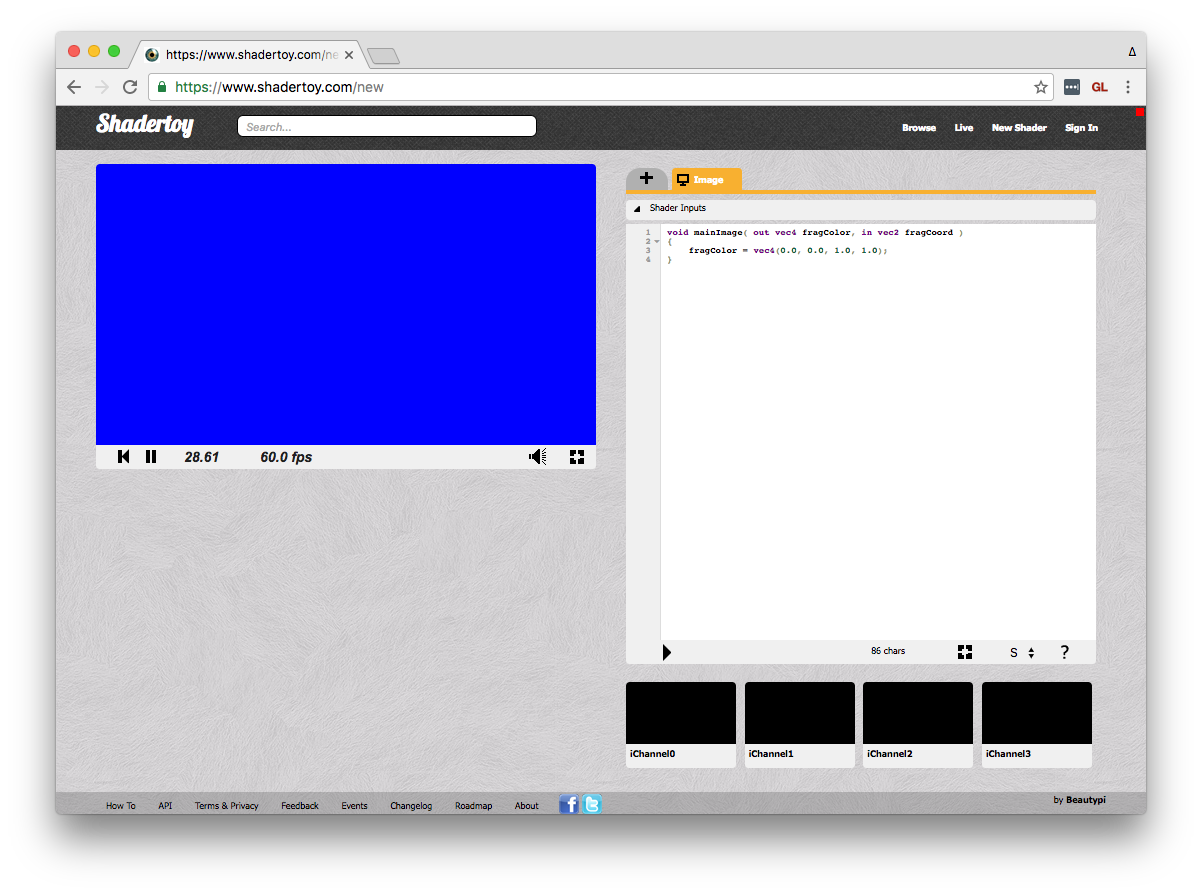 https://www.shadertoy.com/ne
https://www.shadertoy.com/new
GL
Shadertoy
Search...
Browse Live New Shader Sign In
+ Image
Shader Inputs
1 void mainImage( out vec4 fragColor, in vec2 fragCoord )
2 {
3 fragColor = vec4(0.0, 0.0, 1.0, 1.0);
4 }
28.61 60.0 fps
86 chars S ?
iChannel0 iChannel1 iChannel2 iChannel3
How To API Terms & Privacy Feedback Events Changelog Roadmap About
by Beautypi